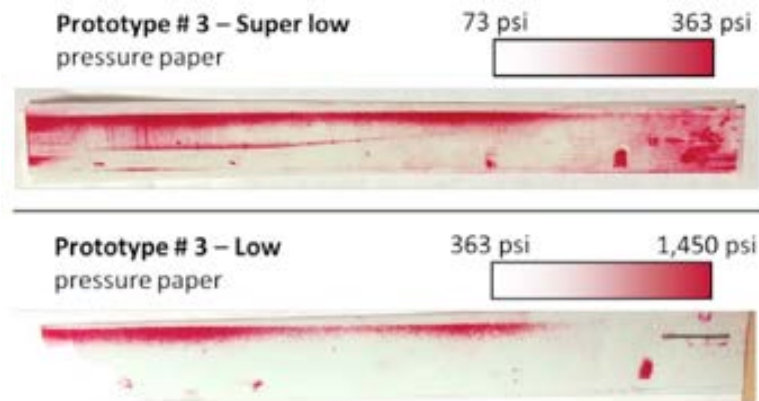 Prototype # 3 – Super low
pressure paper
73 psi
363 psi
Prototype # 3 – Low
pressure paper
363 psi
1,450 psi